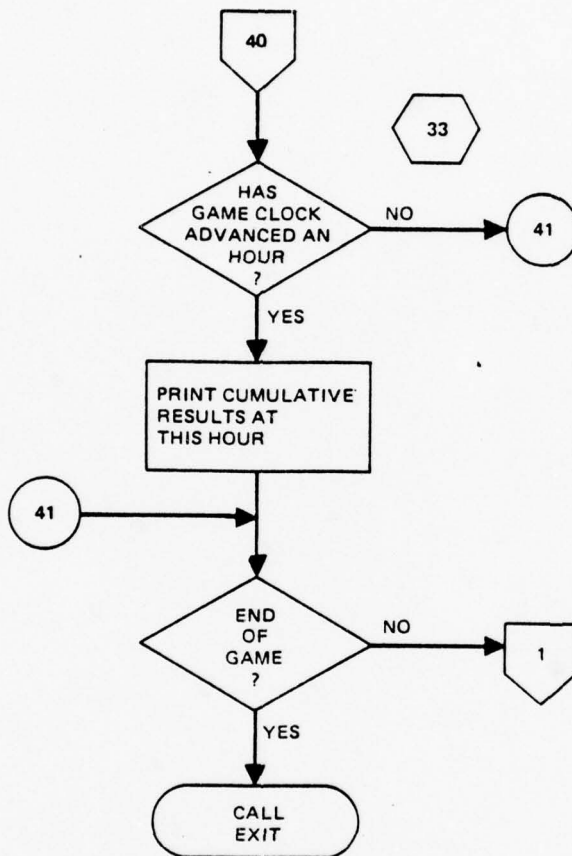 40
33
HAS
GAME CLOCK
ADVANCED AN
HOUR
?
NO
41
YES
PRINT CUMULATIVE
RESULTS AT
THIS HOUR
41
END
OF
GAME
?
NO
1
YES
CALL
EXIT